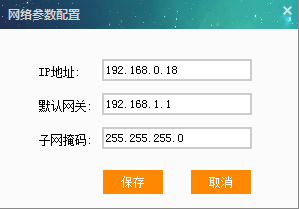 网络参数配置
IP地址: 192.168.0.18
默认网关: 192.168.1.1
子网掩码: 255.255.255.0
保存 取消